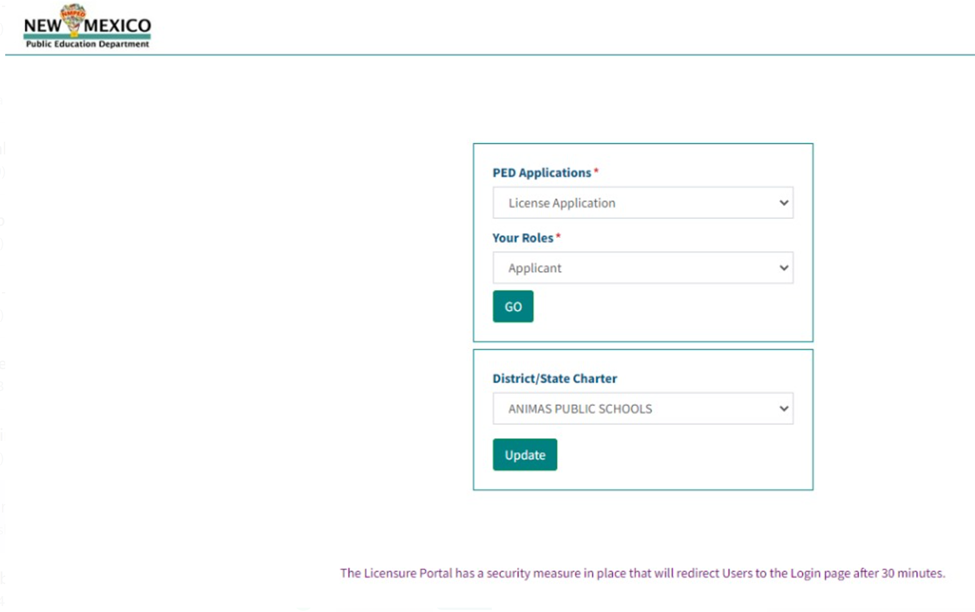 NMPED
NEW MEXICO
Public Education Department
PED Applications *
License Application
Your Roles *
Applicant
GO
District/State Charter
ANIMAS PUBLIC SCHOOLS
Update
The Licensure Portal has a security measure in place that will redirect Users to the Login page after 30 minutes.